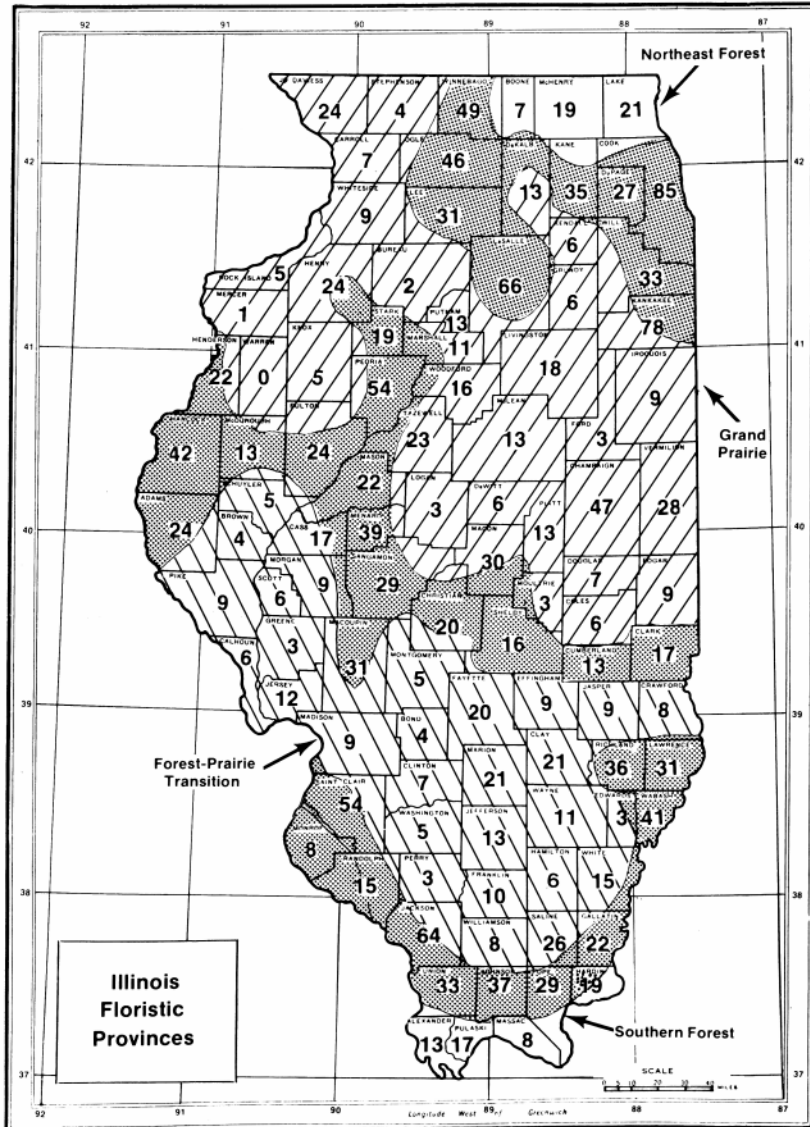 92 91 90 89 88 87
Northeast Forest
JO DAVIESS STEPHENSON WINNEBAGO BOONE McHENRY LAKE
24 4 49 7 19 21
CARROLL OGLE DeKALB KANE COOK
42 42
7 46 13 35 27 85
DuPAGE
WHITESIDE LEE KENDALL WILL
9 31 6 33
BUREAU LaSALLE GRUNDY
ROCK ISLAND HENRY
5 24 2 66 6
MERCER STARK PUTNAM KANKAKEE
1 19 13 78
41 41
HENDERSON WARREN KNOX MARSHALL LIVINGSTON IROQUOIS
22 0 5 11 18 9
PEORIA WOODFORD
54 16
Grand
Prairie
FULTON TAZEWELL McLEAN FORD VERMILION
McDONOUGH
42 13 24 23 13 3
MASON LOGAN DeWITT CHAMPAIGN
22 3 6 47 28
ADAMS SCHUYLER
24 5
40 40
BROWN CASS MENARD MACON PIATT
4 17 39 30 13
PIKE MORGAN SANGAMON DOUGLAS EDGAR
9 9 29 7 9
SCOTT CHRISTIAN MOULTRIE COLES
6 20 3 6
GREENE MACOUPIN SHELBY CUMBERLAND CLARK
3 31 16 13 17
CALHOUN MONTGOMERY
6 5
39 39
JERSEY FAYETTE EFFINGHAM JASPER CRAWFORD
12 20 9 9 8
MADISON BOND CLAY RICHLAND LAWRENCE
9 4 21 36 31
Forest-Prairie
Transition
CLINTON MARION
7 21
SAINT CLAIR WAYNE EDWARDS WABASH
54 11 3 41
WASHINGTON JEFFERSON
5 13
MONROE
8
RANDOLPH PERRY FRANKLIN HAMILTON WHITE
15 3 10 6 15
38 38
JACKSON WILLIAMSON SALINE GALLATIN
64 8 26 22
UNION JOHNSON POPE HARDIN
33 37 29 19
ALEXANDER PULASKI MASSAC
13 17 8
Southern Forest
Illinois
Floristic
Provinces
SCALE
0 5 10 20 30 40
MILES
37 37
92 91 90 89 88 87
Longitude West of Greenwich